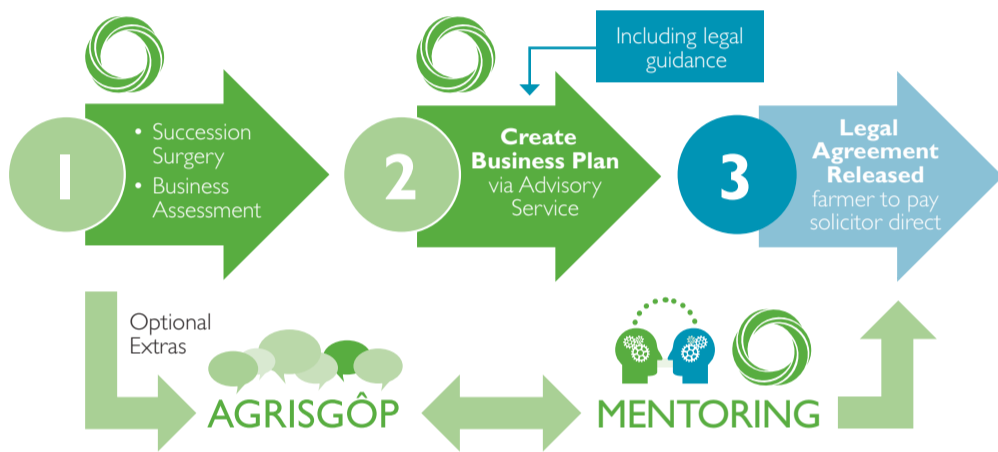 1
• Succession
Surgery
• Business
Assessment
2
Create
Business Plan
via Advisory
Service
Including legal
guidance
3
Legal
Agreement
Released
farmer to pay
solicitor direct
Optional
Extras
AGRISGÔP
MENTORING